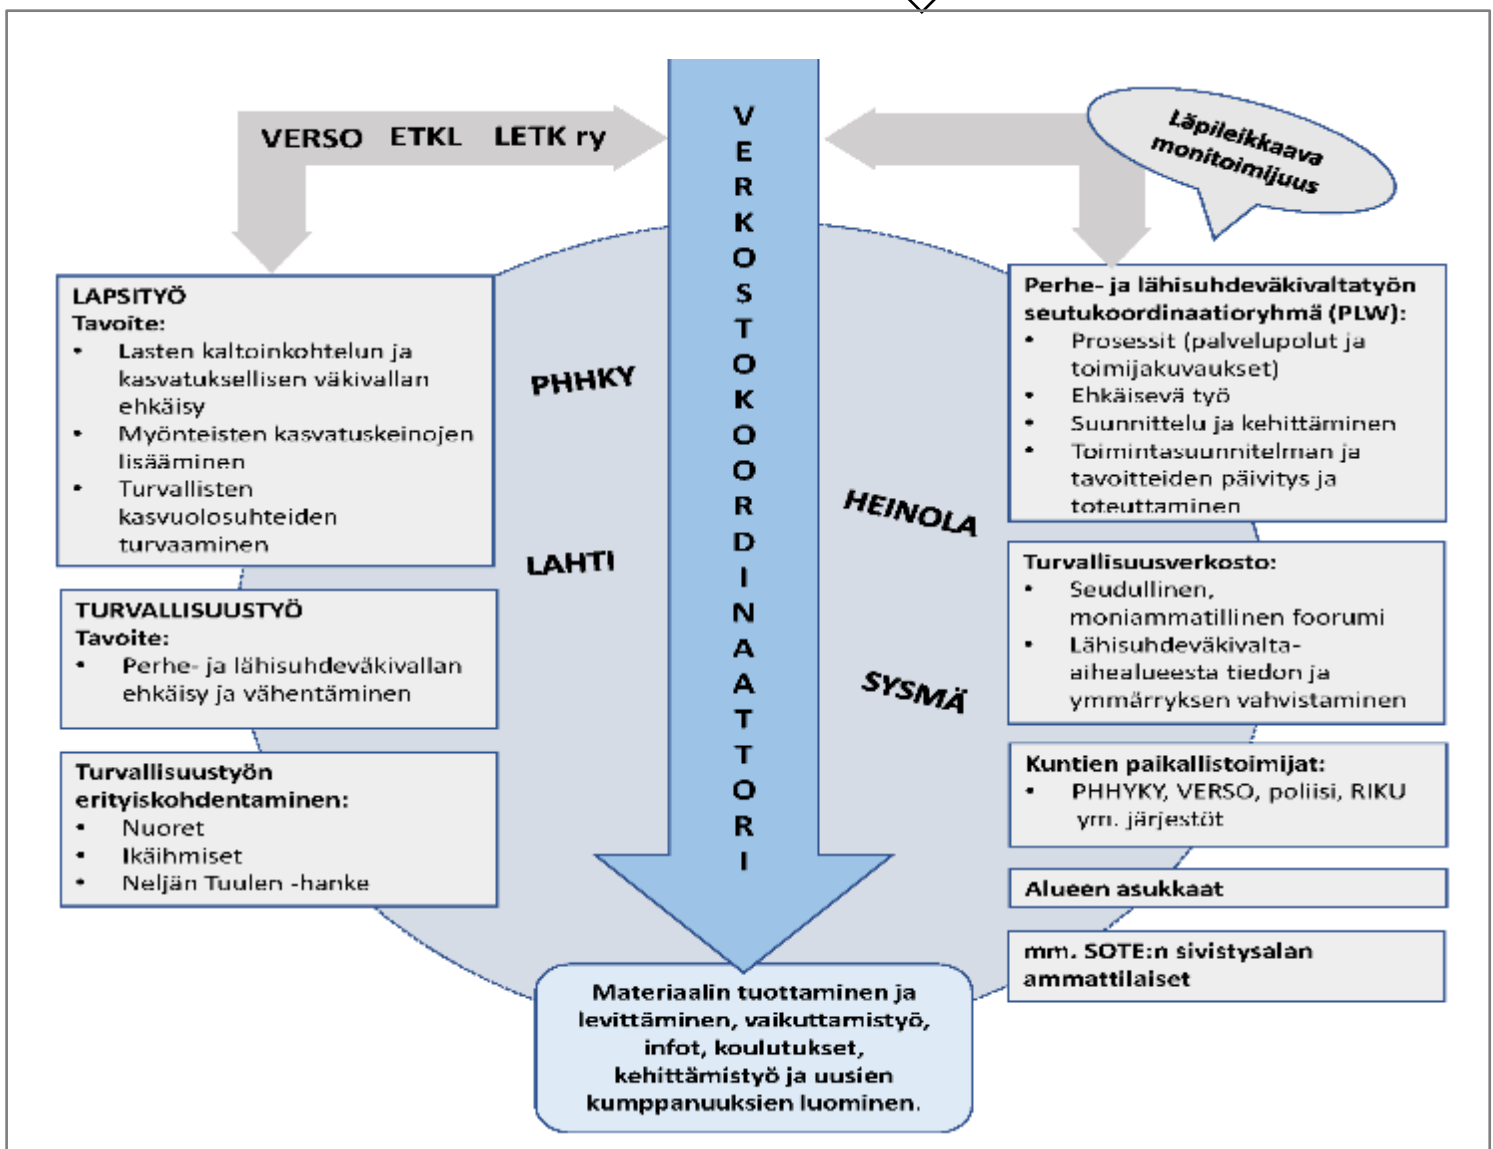 VERSO ETKL LETK ry
VERKOSTOKOORDINAATTORI
Läpileikkaava
monitoimijuus
LAPSITYÖ
Tavoite:
• Lasten kaltoinkohtelun ja
kasvatuksellisen väkivallan
ehkäisy
• Myönteisten kasvatuskeinojen
lisääminen
• Turvallisten
kasvuolosuhteiden
turvaaminen
TURVALLISUUSTYÖ
Tavoite:
• Perhe- ja lähisuhdeväkivallan
ehkäisy ja vähentäminen
Turvallisuustyön
erityiskohdentaminen:
• Nuoret
• Ikäihmiset
• Neljän Tuulen -hanke
PHHKY
LAHTI
HEINOLA
SYSMÄ
Perhe- ja lähisuhdeväkivaltatyön
seutukoordinaatioryhmä (PLW):
• Prosessit (palvelupolut ja
toimijakuvaukset)
• Ehkäisevä työ
• Suunnittelu ja kehittäminen
• Toimintasuunnitelman ja
tavoitteiden päivitys ja
toteuttaminen
Turvallisuusverkosto:
• Seudullinen,
moniammatillinen foorumi
• Lähisuhdeväkivalta-
aihealueesta tiedon ja
ymmärryksen vahvistaminen
Kuntien paikallistoimijat:
• PHHYKY, VERSO, poliisi, RIKU
ym. järjestöt
Alueen asukkaat
mm. SOTE:n sivistysalan
ammattilaiset
Materiaalin tuottaminen ja
levittäminen, vaikuttamistyö,
infot, koulutukset,
kehittämistyö ja uusien
kumppanuuksien luominen.